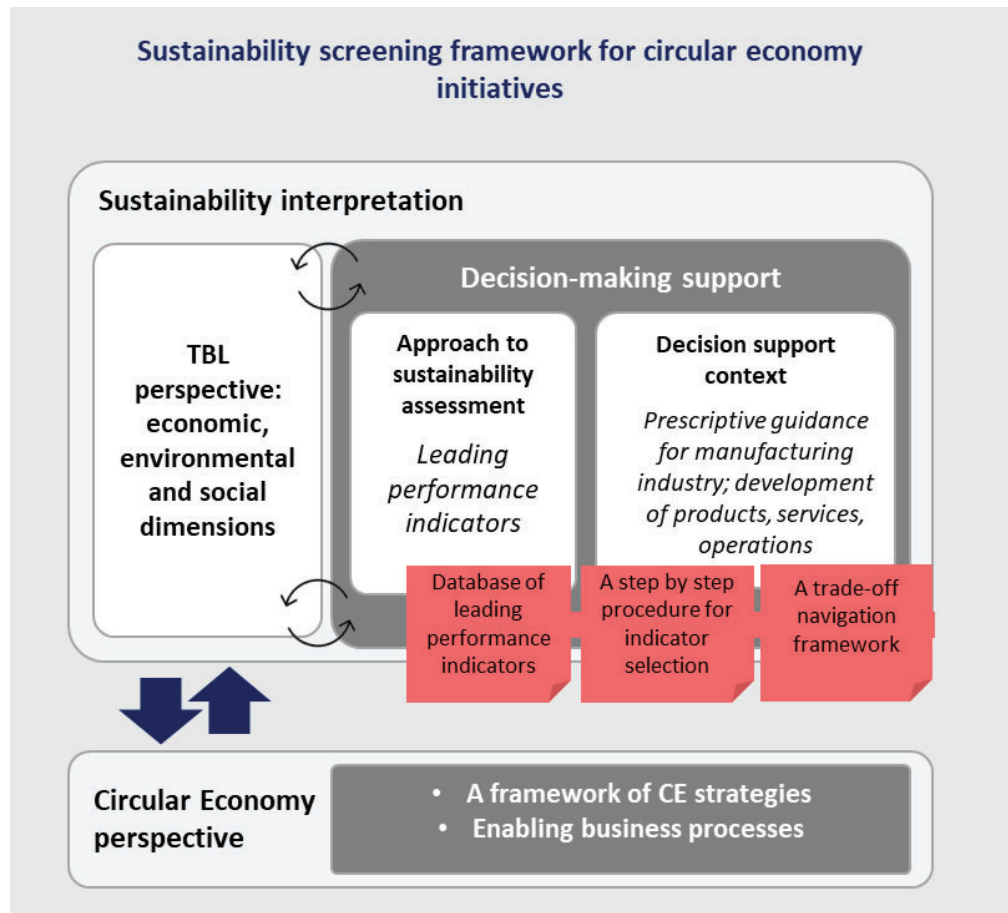 Sustainability screening framework for circular economy
initiatives
Sustainability interpretation
TBL
perspective:
economic,
environmental
and social
dimensions
Decision-making support
Approach to
sustainability
assessment
Leading
performance
indicators
Decision support
context
Prescriptive guidance
for manufacturing
industry; development
of products, services,
operations
Database of
leading
performance
indicators
A step by step
procedure for
indicator
selection
A trade-off
navigation
framework
Circular Economy
perspective
• A framework of CE strategies
• Enabling business processes